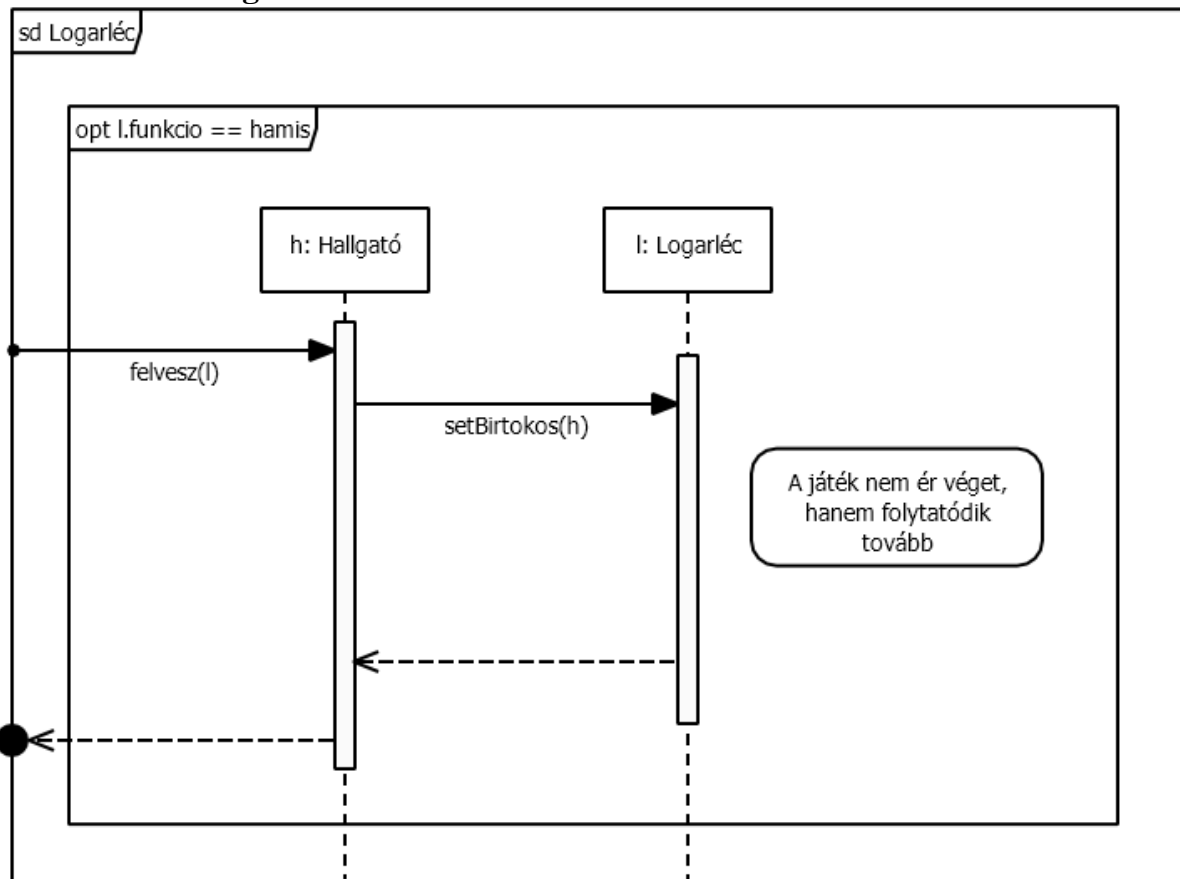 sd Logarléc
opt l.funkcio == hamis
h: Hallgató
l: Logarléc
felvesz(l)
setBirtokos(h)
A játék nem ér véget,
hanem folytatódik
tovább